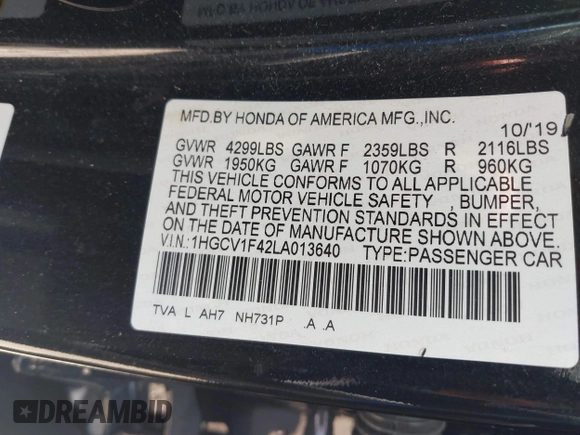 MFD.BY HONDA OF AMERICA MFG.,INC.
10/'19
GVWR 4299LBS GAWR F 2359LBS R 2116LBS
GVWR 1950KG GAWR F 1070KG R 960KG
THIS VEHICLE CONFORMS TO ALL APPLICABLE
FEDERAL MOTOR VEHICLE SAFETY , BUMPER,
AND THEFT PREVENTION STANDARDS IN EFFECT
ON THE DATE OF MANUFACTURE SHOWN ABOVE.
V.I.N.:1HGCV1F42LA013640 TYPE:PASSENGER CAR
TVA L AH7 NH731P .A .A
DREAMBID